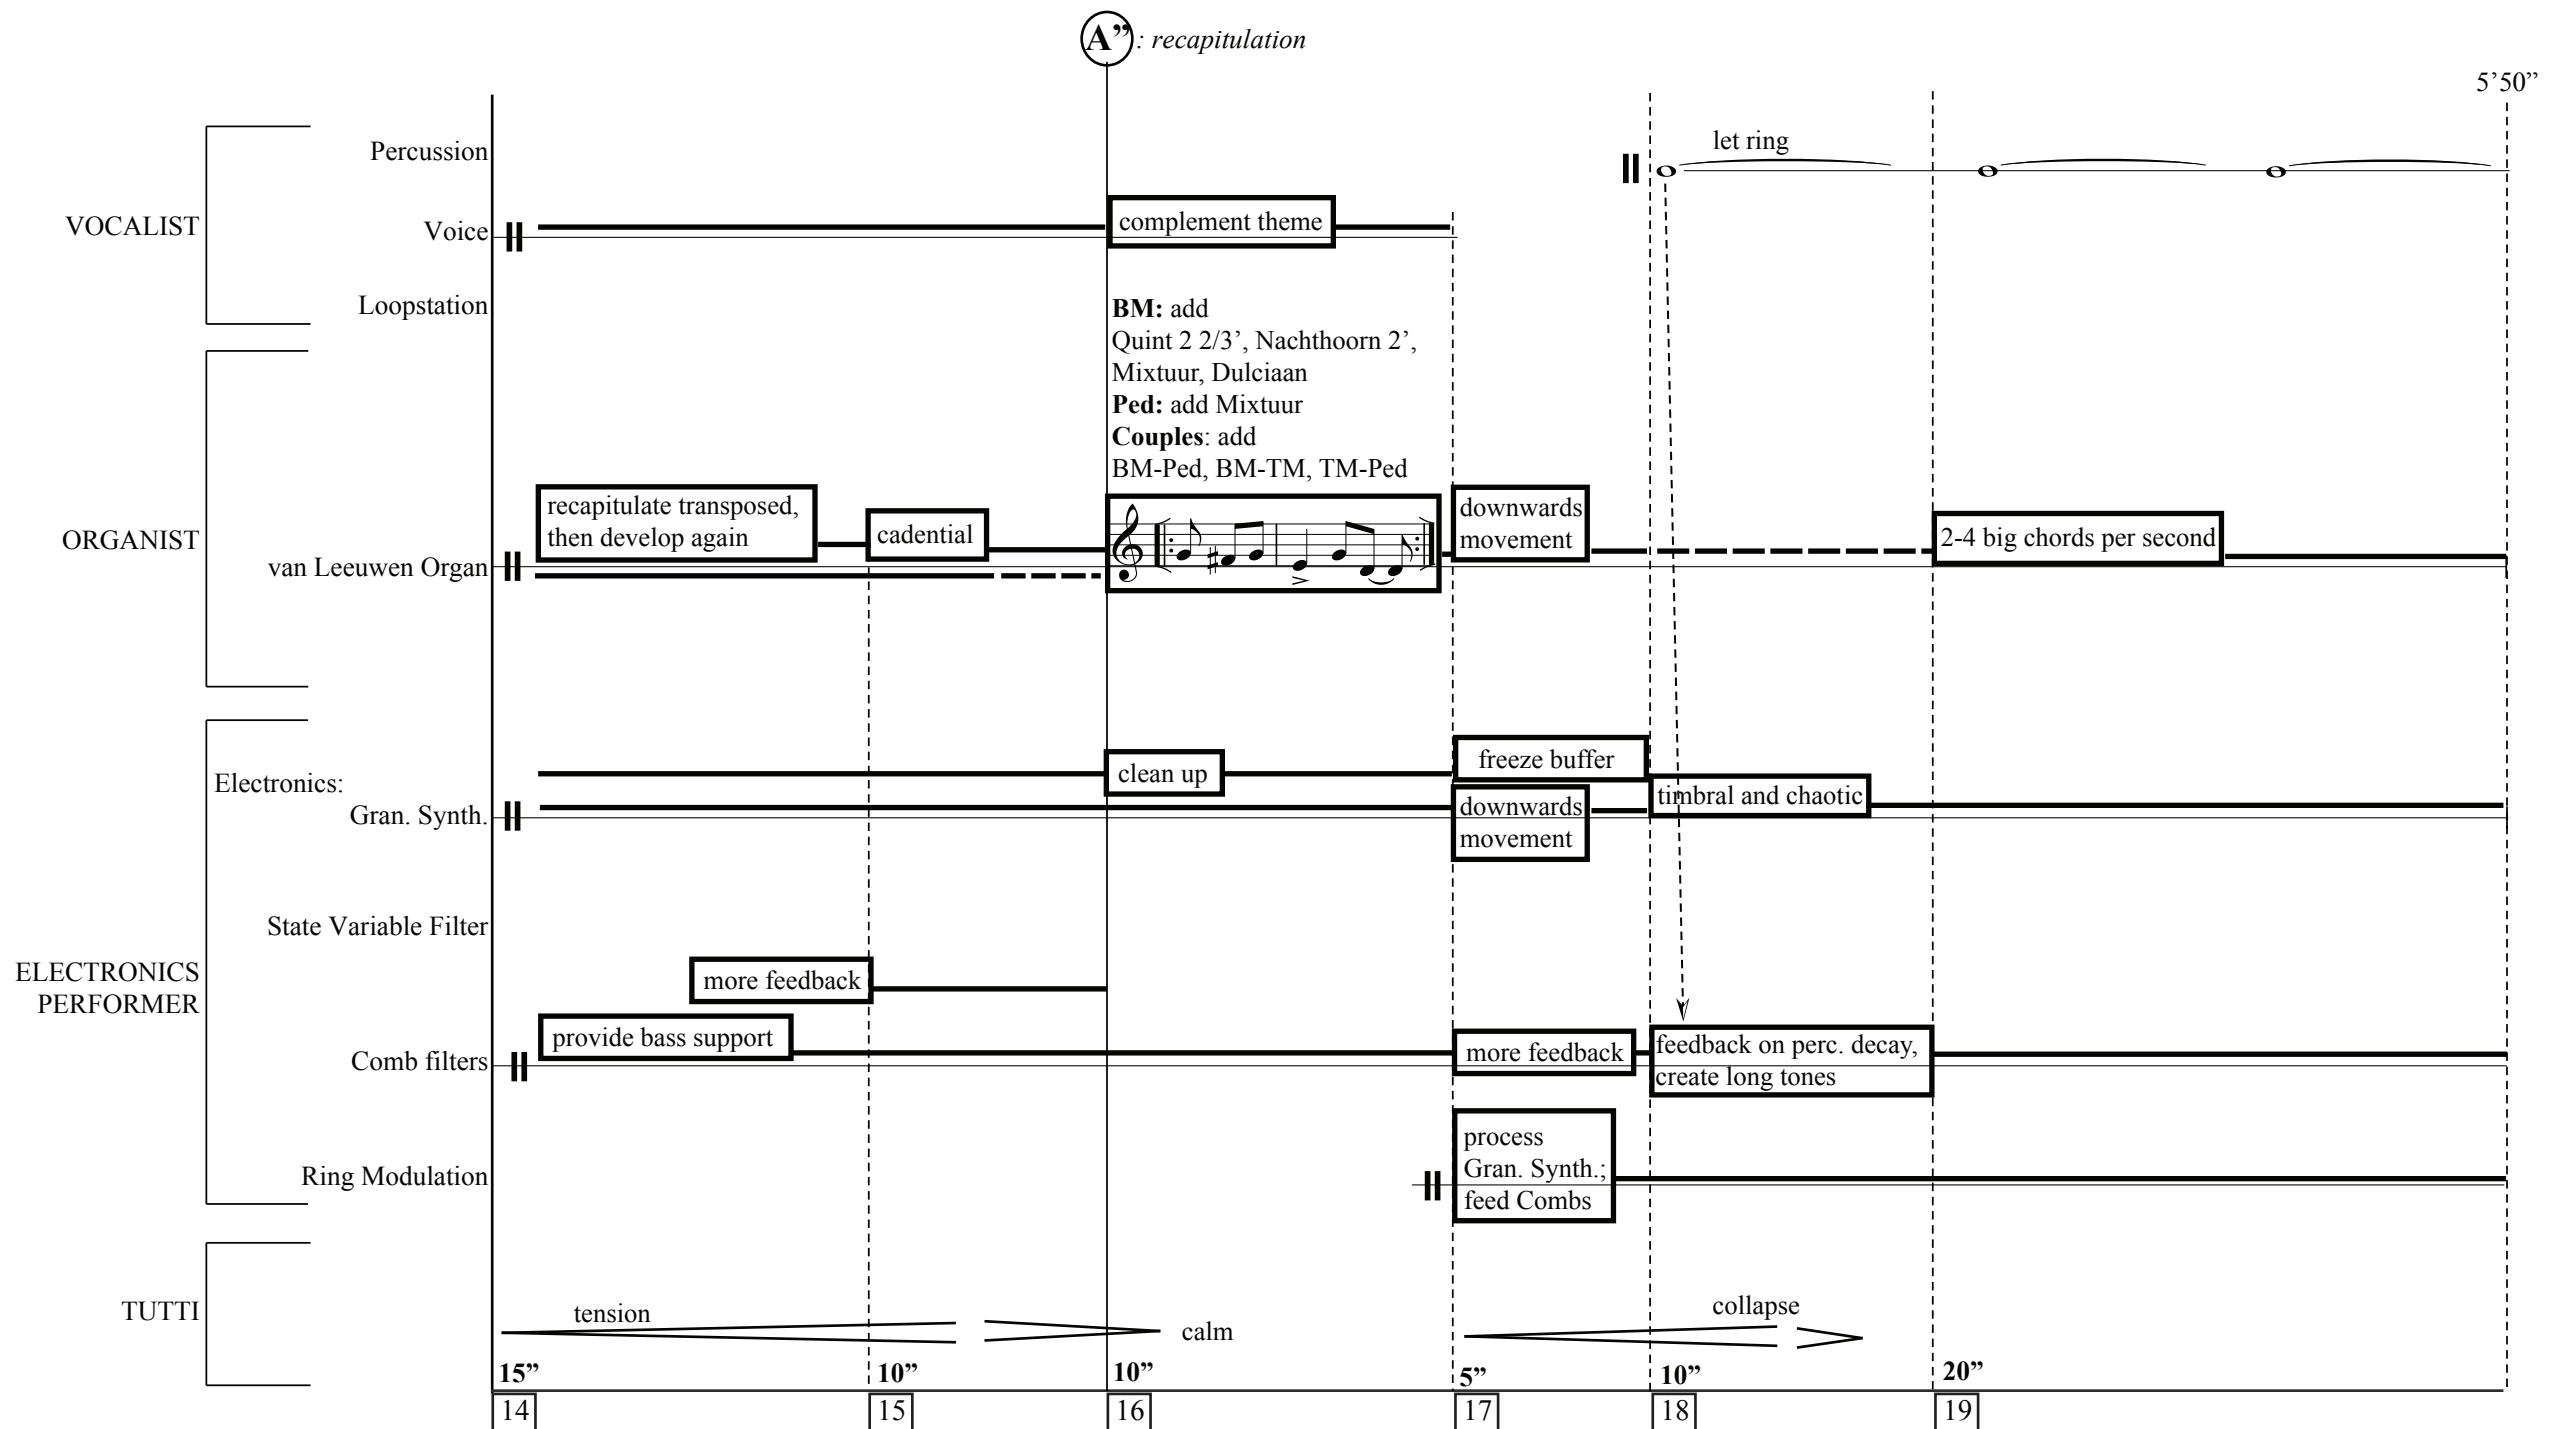 A” : recapitulation
5’50”
VOCALIST
Percussion
let ring
Voice
complement theme
Loopstation
BM: add
Quint 2 2/3’, Nachthoorn 2’,
Mixtuur, Dulciaan
Ped: add Mixtuur
Couples: add
BM-Ped, BM-TM, TM-Ped
ORGANIST
van Leeuwen Organ
recapitulate transposed,
then develop again
cadential
downwards
movement
2-4 big chords per second
ELECTRONICS
PERFORMER
Electronics:
Gran. Synth.
clean up
freeze buffer
downwards
movement
timbral and chaotic
State Variable Filter
more feedback
Comb filters
provide bass support
more feedback
feedback on perc. decay,
create long tones
Ring Modulation
process
Gran. Synth.;
feed Combs
TUTTI
tension
calm
collapse
15”
10”
10”
5”
10”
20”
14
15
16
17
18
19